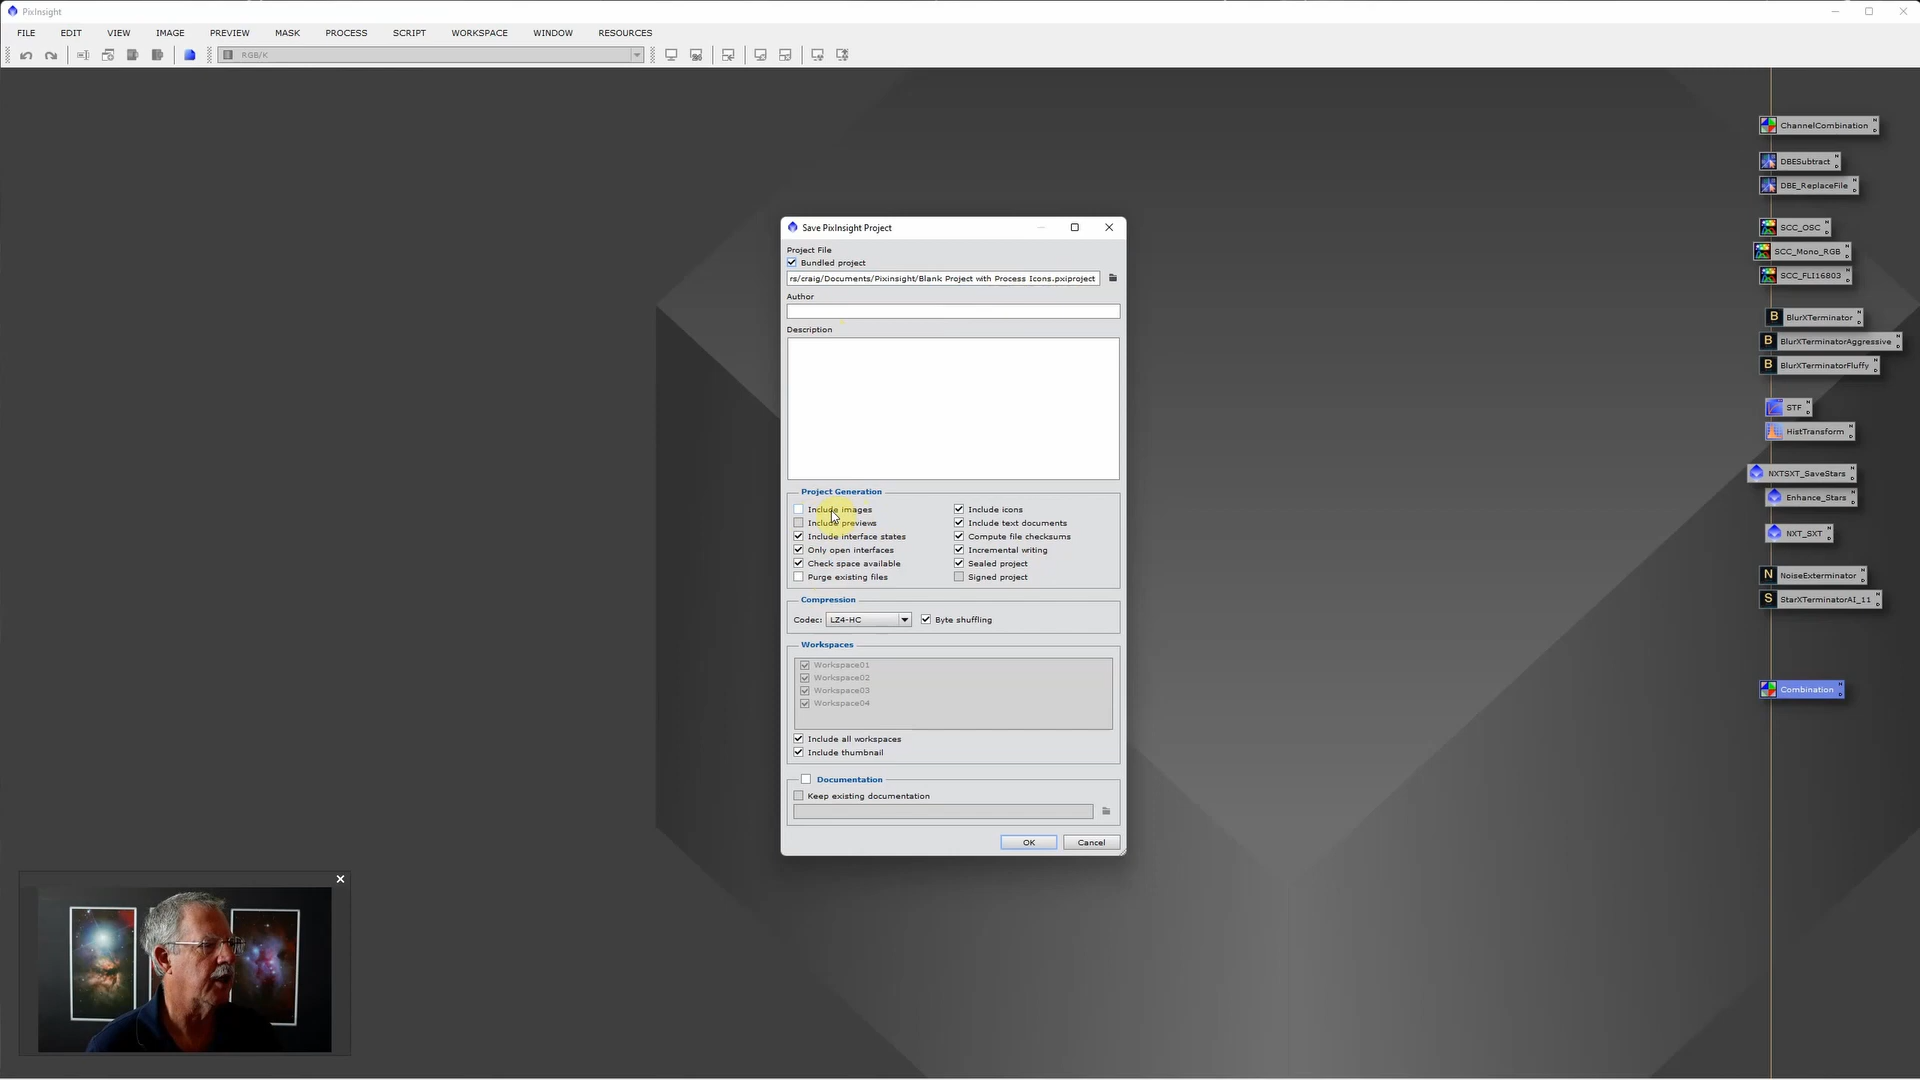 PixInsight
FILE EDIT VIEW IMAGE PREVIEW MASK PROCESS SCRIPT WORKSPACE WINDOW RESOURCES
RGB/K
Save PixInsight Project
Project File
Bundled project
rs/craig/Documents/Pixinsight/Blank Project with Process Icons.pxiproject
Author
Description
Project Generation
Include images
Include icons
Include previews
Include text documents
Include interface states
Compute file checksums
Only open interfaces
Incremental writing
Check space available
Sealed project
Purge existing files
Signed project
Compression
Codec: LZ4-HC Byte shuffling
Workspaces
Workspace01
Workspace02
Workspace03
Workspace04
Include all workspaces
Include thumbnail
Documentation
Keep existing documentation
OK Cancel
ChannelCombination
DBESubtract
DBE_ReplaceFile
SCC_OSC
SCC_Mono_RGB
SCC_FLI16803
B BlurXTerminator
B BlurXTerminatorAggressive
B BlurXTerminatorFluffy
STF
HistTransform
NXTSXT_SaveStars
Enhance_Stars
NXT_SXT
N NoiseExterminator
S StarXTerminatorAI_11
Combination